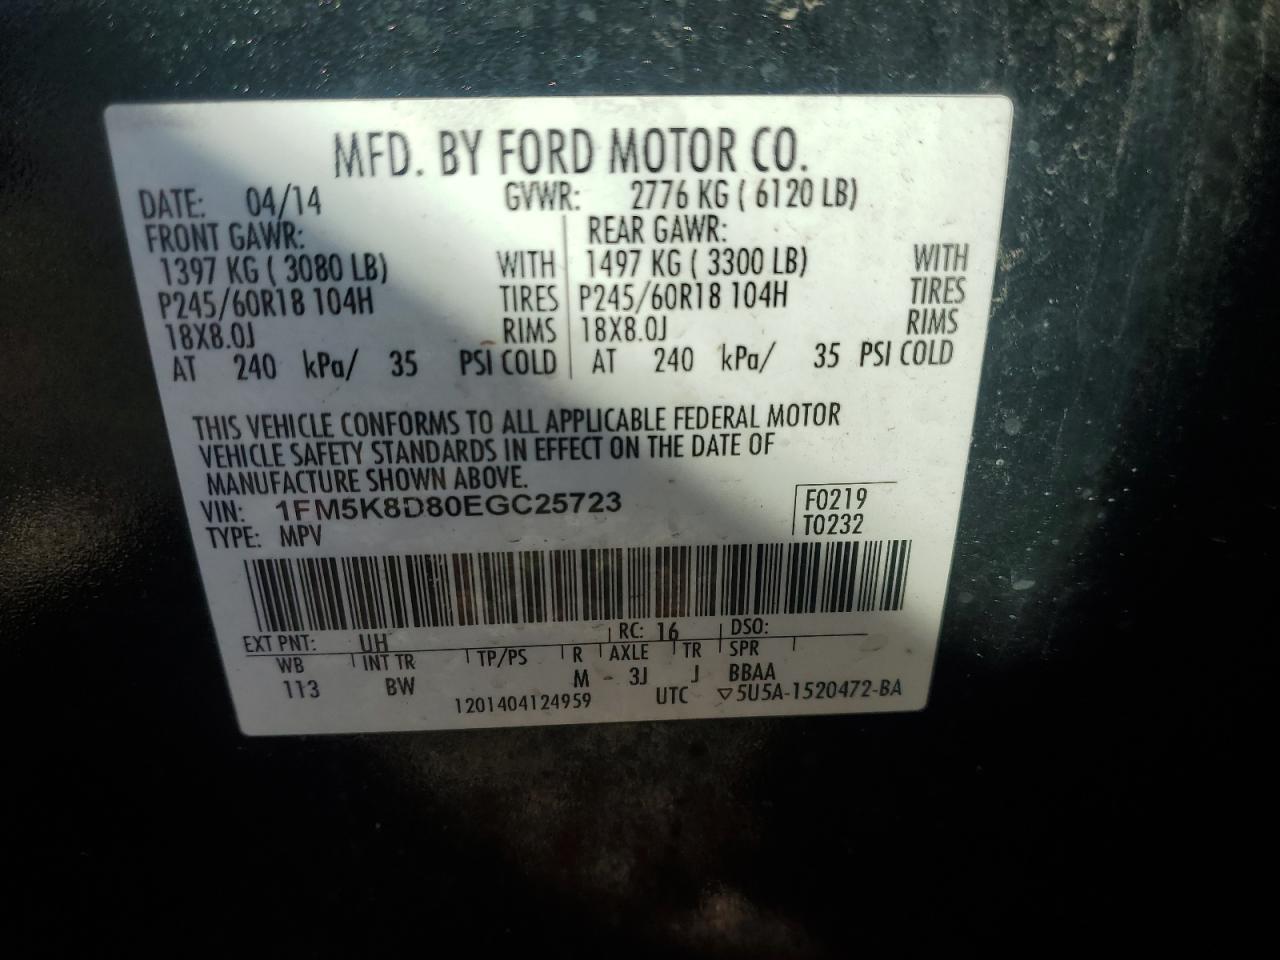 MFD. BY FORD MOTOR CO.
DATE: 04/14 GVWR: 2776 KG ( 6120 LB)
FRONT GAWR: REAR GAWR:
1397 KG ( 3080 LB) WITH 1497 KG ( 3300 LB) WITH
P245/60R18 104H TIRES P245/60R18 104H TIRES
18X8.0J RIMS 18X8.0J RIMS
AT 240 kPa/ 35 PSI COLD AT 240 kPa/ 35 PSI COLD
THIS VEHICLE CONFORMS TO ALL APPLICABLE FEDERAL MOTOR
VEHICLE SAFETY STANDARDS IN EFFECT ON THE DATE OF
MANUFACTURE SHOWN ABOVE.
VIN: 1FM5K8D80EGC25723 F0219
TYPE: MPV T0232
EXT PNT: UH RC: 16 DSO:
WB INT TR TP/PS R AXLE TR SPR
113 BW M - 3J J BBAA
1201404124959 UTC ▽5U5A-1520472-BA